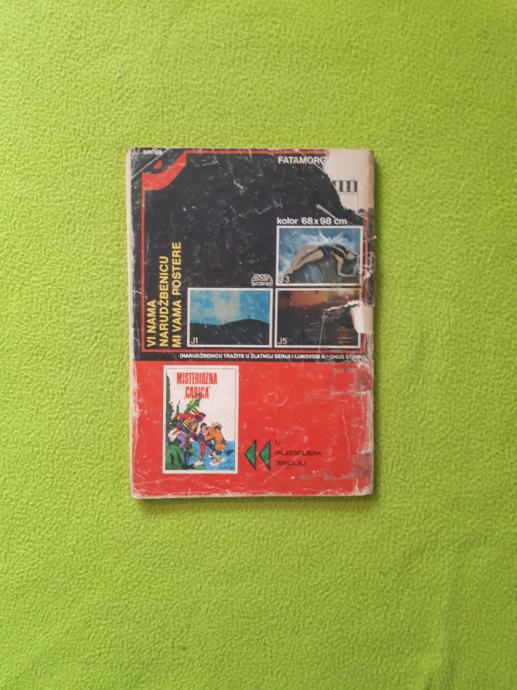 serija
FATAMORG
kolor 68 x 98 cm
VI NAMA
NARUDŽBENICU
MI VAMA POSTERE
J3
J1
J5
(NARUDŽBENICU TRAŽITE U ZLATNOJ SERIJI I LUNOVOM
MISTERIOZNA
"CARICA"
U
SLJEDEĆEM
BROJU